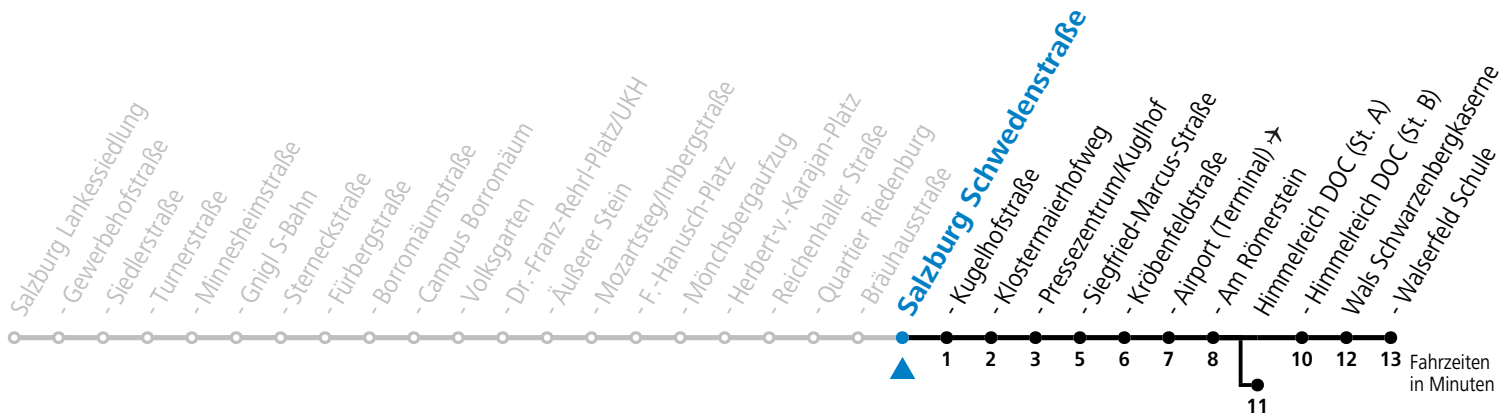 Salzburg Lankessiedlung
- Gewerbehofstraße
- Siedlerstraße
- Turnerstraße
- Minnesheimstraße
- Gnigl S-Bahn
- Sterneckstraße
- Fürbergstraße
- Borromäumstraße
- Campus Borromäum
- Volksgarten
- Dr.-Franz-Rehrl-Platz/UKH
- Äußerer Stein
- Mozartsteg/Imbergstraße
- F.-Hanusch-Platz
- Mönchsbergaufzug
- Herbert-v.-Karajan-Platz
- Reichenhaller Straße
- Quartier Riedenburg
- Bräuhausstraße
Salzburg Schwedenstraße
- Kugelhofstraße
- Klostermaierhofweg
- Pressezentrum/Kuglhof
- Siegfried-Marcus-Straße
- Kröbenfeldstraße
- Airport (Terminal) ✈
- Am Römerstein
Himmelreich DOC (St. A)
- Himmelreich DOC (St. B)
Wals Schwarzenbergkaserne
- Walserfeld Schule
1 2 3 5 6 7 8 10 12 13 Fahrzeiten
in Minuten
11